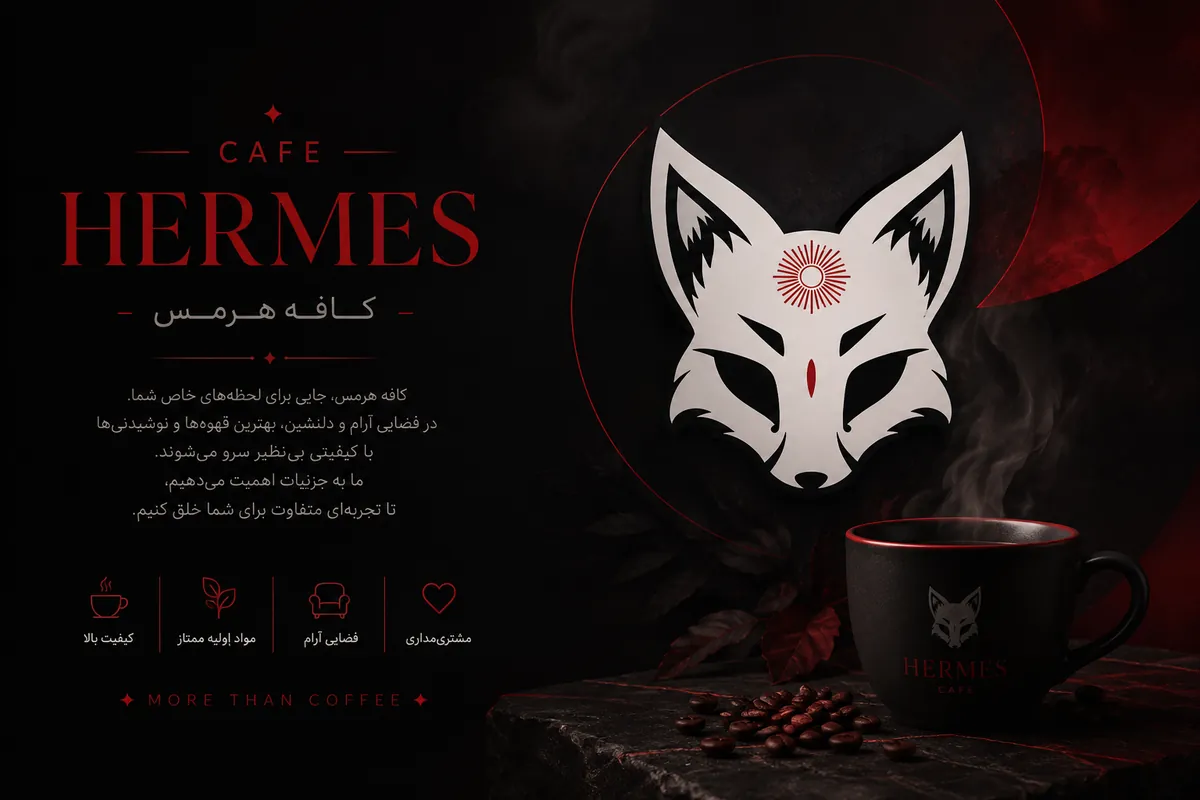 CAFE
HERMES
کافه هرمس
کافه هرمس، جایی برای لحظه‌های خاص شما.
در فضایی آرام و دلنشین، بهترین قهوه‌ها و نوشیدنی‌ها
با کیفیتی بی‌نظیر سرو می‌شوند.
ما به جزییات اهمیت می‌دهیم،
تا تجربه‌ای متفاوت برای شما خلق کنیم.
مشتری‌مداری
فضایی آرام
مواد اولیه ممتاز
کیفیت بالا
MORE THAN COFFEE
HERMES
CAFE